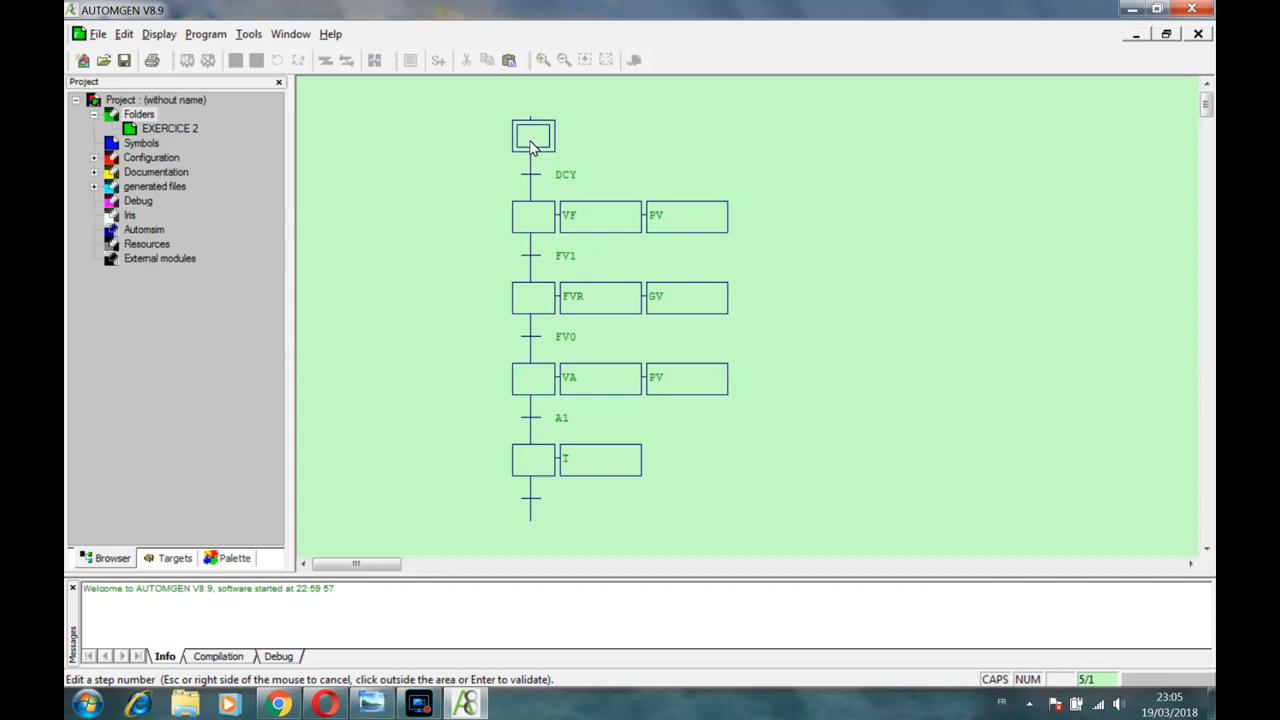 AUTOMGEN V8.9
File Edit Display Program Tools Window Help
Project
Project : (without name)
Folders
EXERCICE 2
Symbols
Configuration
Documentation
generated files
Debug
Iris
Automsim
Resources
External modules
Browser Targets Palette
DCY
VF PV
FV1
FVR GV
FV0
VA PV
A1
T
Messages
Welcome to AUTOMGEN V8.9, software started at 22:59 57
Info Compilation Debug
Edit a step number (Esc or right side of the mouse to cancel, click outside the area or Enter to validate). CAPS NUM 5/1
FR
23:05
19/03/2018